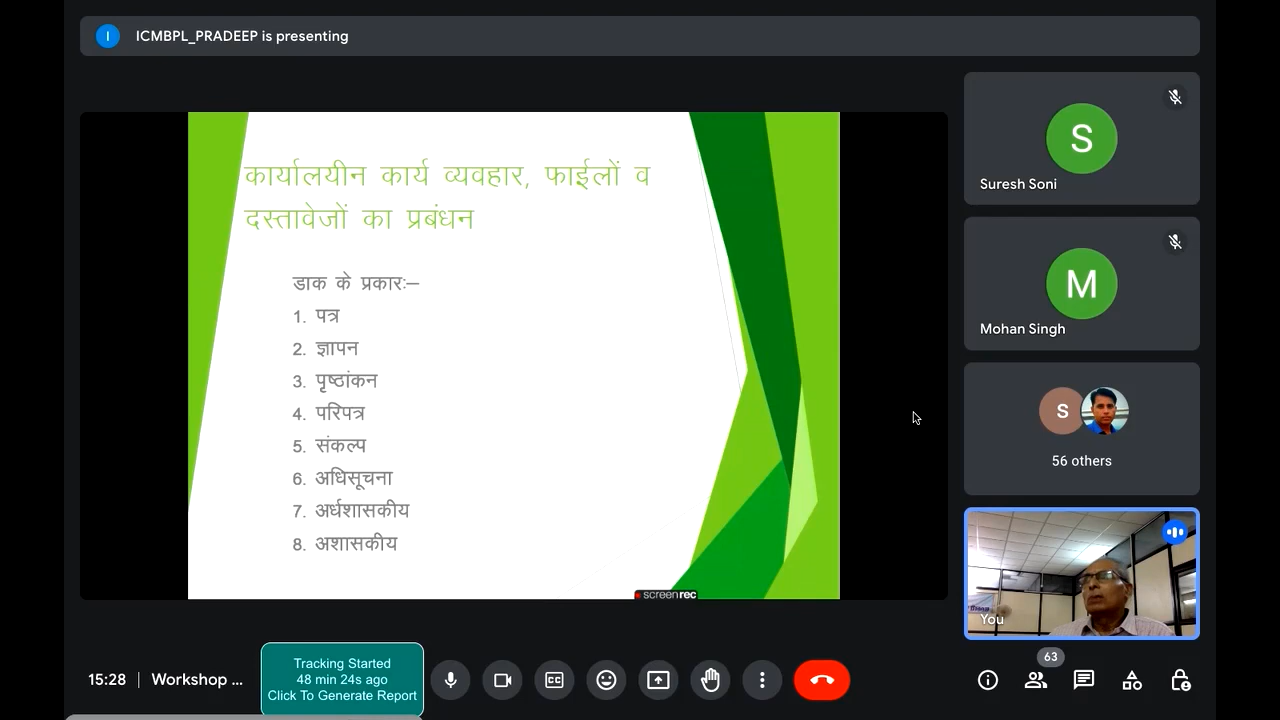 I
ICMBPL_PRADEEP is presenting
कार्यालयीन कार्य व्यवहार, फाईलों व
दस्तावेजों का प्रबंधन
डाक के प्रकार:–
1. पत्र
2. ज्ञापन
3. पृष्ठांकन
4. परिपत्र
5. संकल्प
6. अधिसूचना
7. अर्धशासकीय
8. अशासकीय
screenrec
S
Suresh Soni
M
Mohan Singh
S
56 others
You
15:28 | Workshop ...
Tracking Started
48 min 24s ago
Click To Generate Report
CC
63